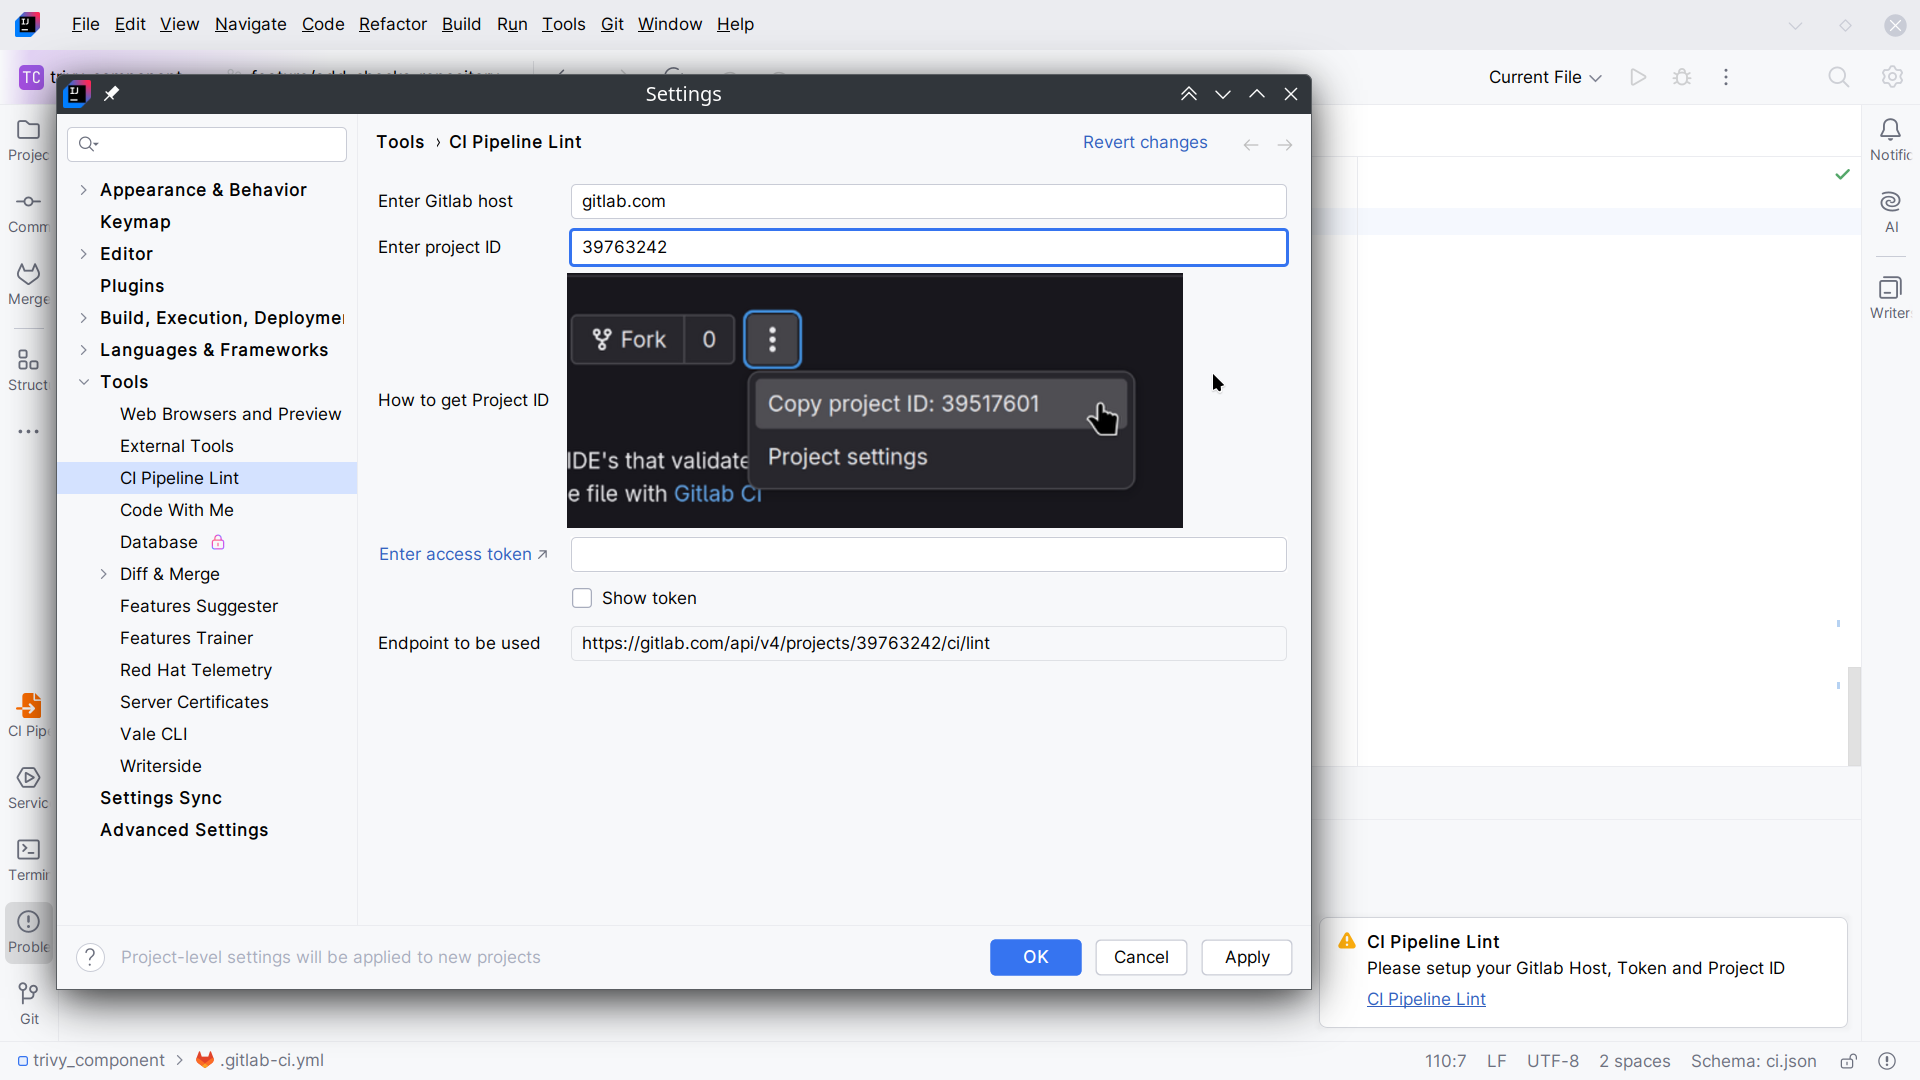 File Edit View Navigate Code Refactor Build Run Tools Git Window Help
TC
Current File
Settings
Projec
Comm
Merge
Struct
CI Pip
Servic
Termin
Proble
Git
Appearance & Behavior
Keymap
Editor
Plugins
Build, Execution, Deployme
Languages & Frameworks
Tools
Web Browsers and Preview
External Tools
CI Pipeline Lint
Code With Me
Database
Diff & Merge
Features Suggester
Features Trainer
Red Hat Telemetry
Server Certificates
Vale CLI
Writerside
Settings Sync
Advanced Settings
Tools › CI Pipeline Lint
Revert changes
Enter Gitlab host gitlab.com
Enter project ID 39763242
How to get Project ID
Fork 0
Copy project ID: 39517601
Project settings
IDE's that validate
e file with Gitlab CI
Enter access token
Show token
Endpoint to be used https://gitlab.com/api/v4/projects/39763242/ci/lint
? Project-level settings will be applied to new projects
OK Cancel Apply
Notific
AI
Writer
CI Pipeline Lint
Please setup your Gitlab Host, Token and Project ID
CI Pipeline Lint
trivy_component > .gitlab-ci.yml
110:7 LF UTF-8 2 spaces Schema: ci.json